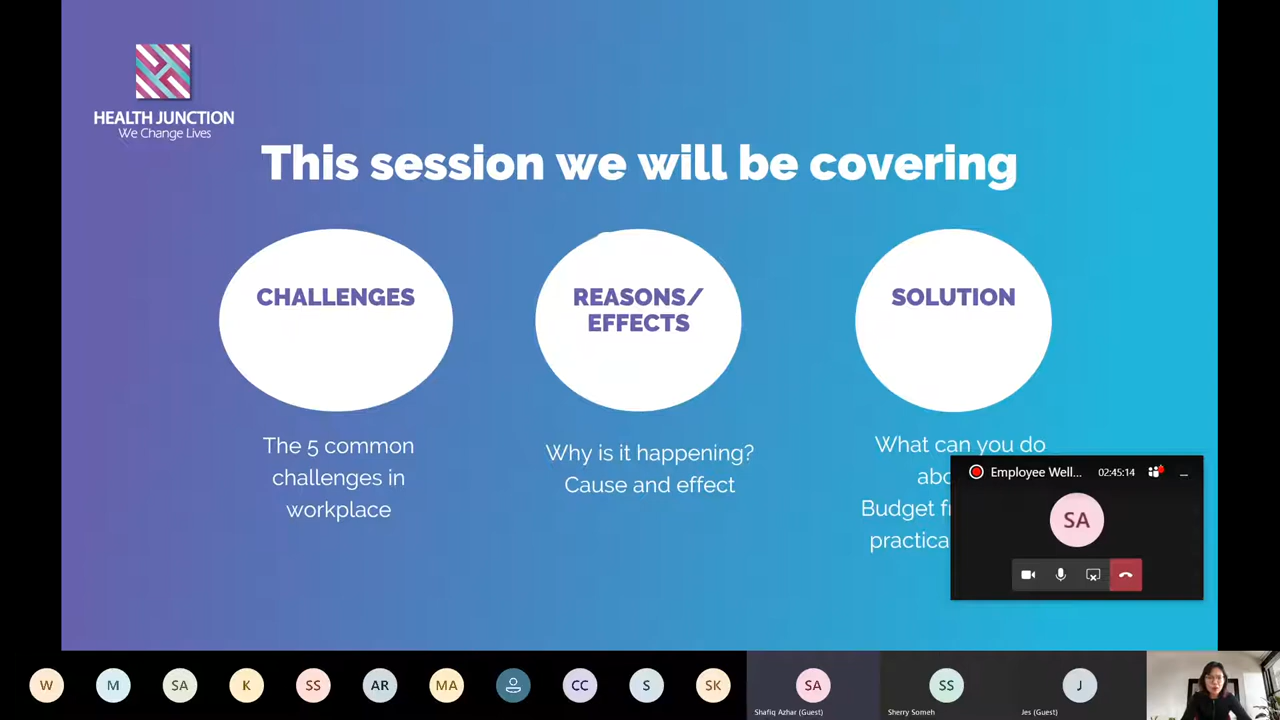 HEALTH JUNCTION
We Change Lives
This session we will be covering
CHALLENGES
REASONS/
EFFECTS
SOLUTION
The 5 common
challenges in
workplace
Why is it happening?
Cause and effect
What can you do
Budget
Employee Well...
02:45:14
SA
W
M
SA
K
SS
AR
MA
CC
S
SK
SA
SS
J
Shafiq Azhar (Guest)
Sherry Someh
Jes (Guest)